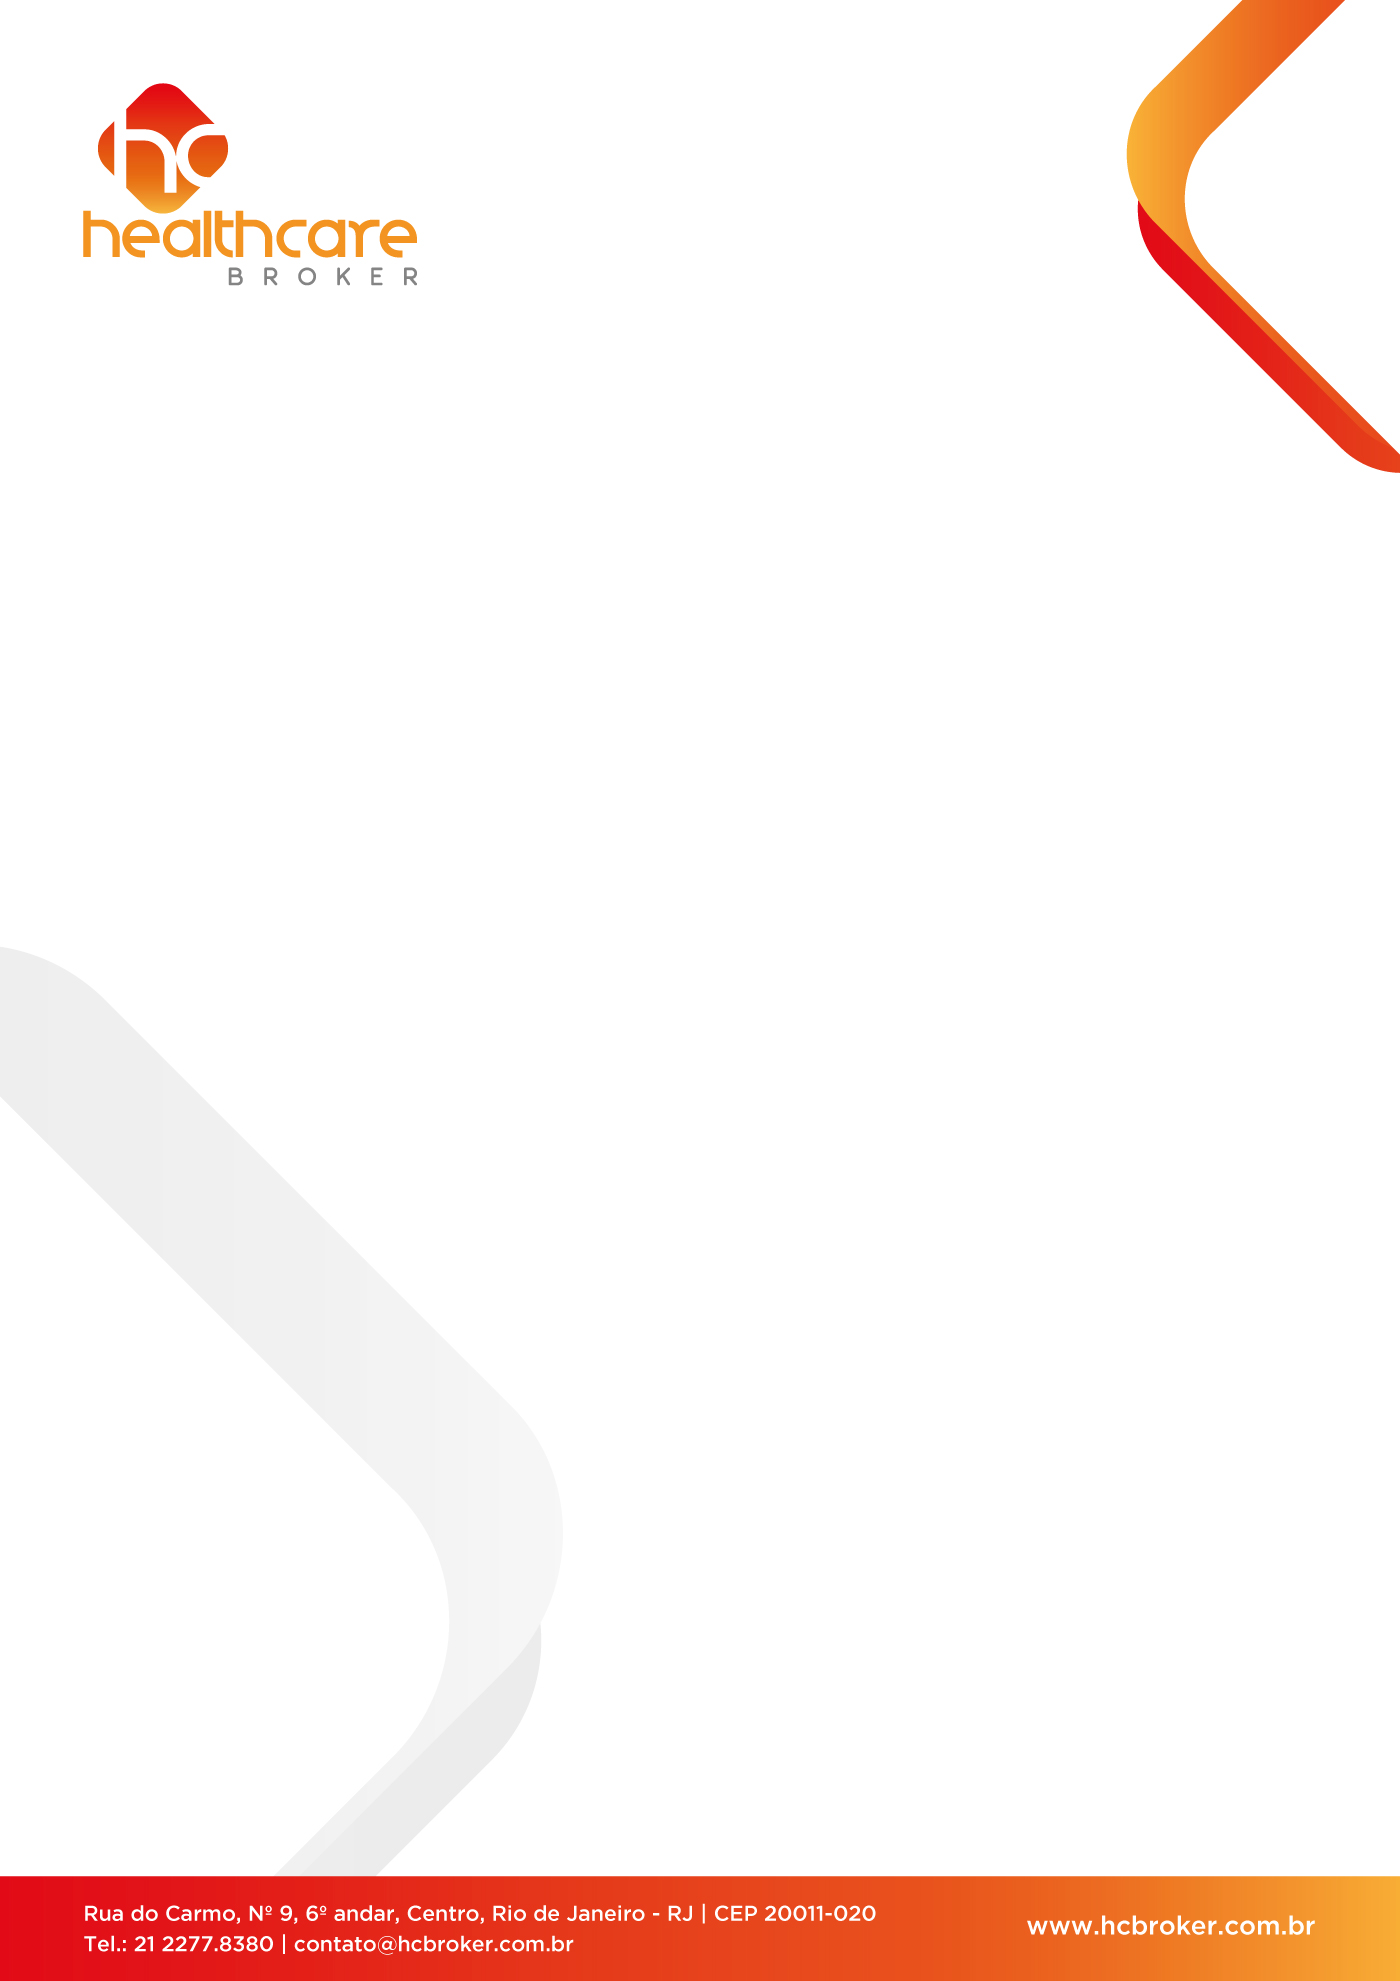 hc
healthcare
BROKER
Rua do Carmo, Nº 9, 6º andar, Centro, Rio de Janeiro - RJ | CEP 20011-020
Tel.: 21 2277.8380 | contato@hcbroker.com.br
www.hcbroker.com.br